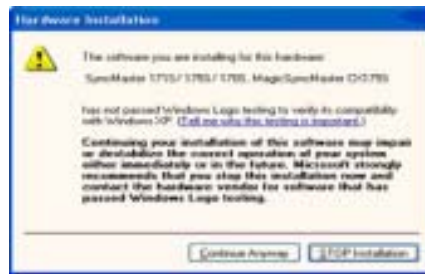 Hardware Installation
The software you are installing for this hardware:
SyncMaster 171S/ 178S/ 178S, MagicSyncMaster
has not passed Windows Logo testing to verify its compatibility
with Windows XP. (Tell me why this testing is important.)
Continuing your installation of this software may impair
or destabilize the correct operation of your system
either immediately or in the future. Microsoft strongly
recommends that you stop this installation now and
contact the hardware vendor for software that has
passed Windows Logo testing.
Continue Anyway
STOP Installation